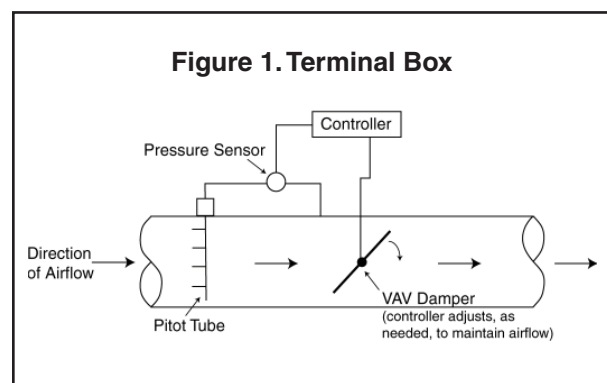 Figure 1. Terminal Box
Controller
Pressure Sensor
Direction
of Airflow
Pitot Tube
VAV Damper
(controller adjusts, as
needed, to maintain airflow)